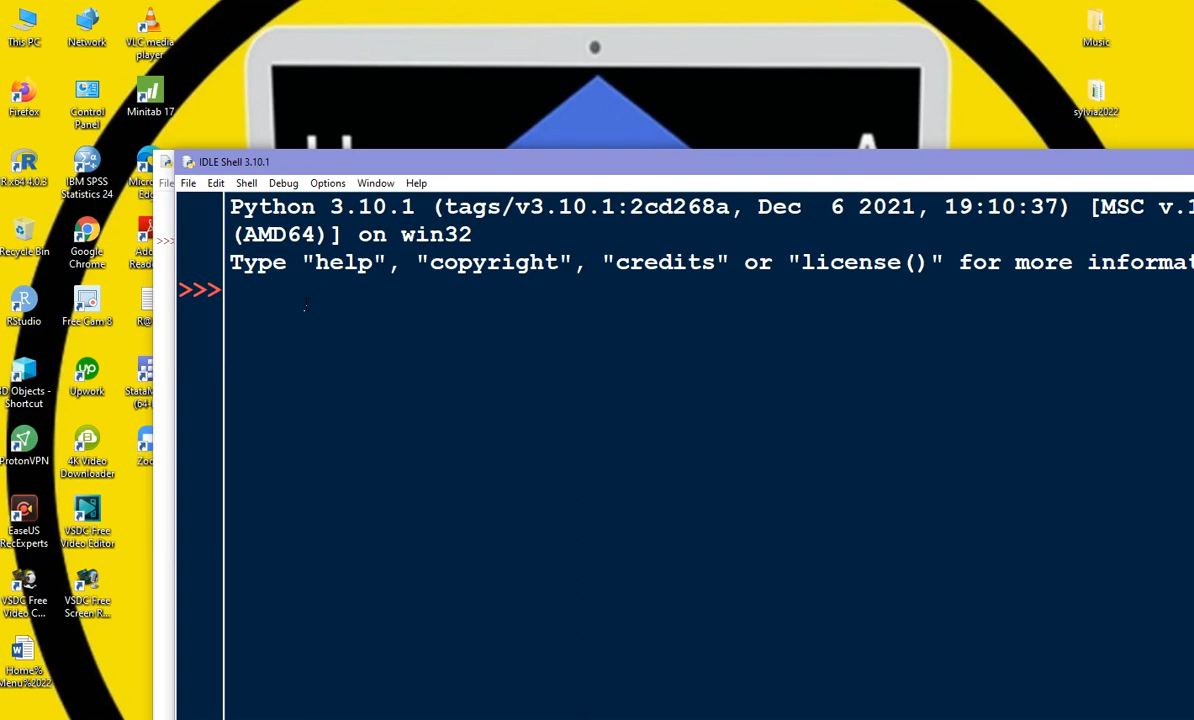 This PC
Network
VLC media
player
Music
Firefox
Control
Panel
Minitab 17
sylvia2022
IDLE Shell 3.10.1
R x64 4.0.3
IBM SPSS
Statistics 24
File
File Edit Shell Debug Options Window Help
Python 3.10.1 (tags/v3.10.1:2cd268a, Dec 6 2021, 19:10:37) [MSC v.1
(AMD64)] on win32
Type "help", "copyright", "credits" or "license()" for more informat
>>>
>>>
Recycle Bin
Google
Chrome
RStudio
Free Cam 8
D Objects -
Shortcut
Upwork
ProtonVPN
4K Video
Downloader
EaseUS
RecExperts
VSDC Free
Video Editor
VSDC Free
Video C...
VSDC Free
Screen R...
Home%
Menu%2022